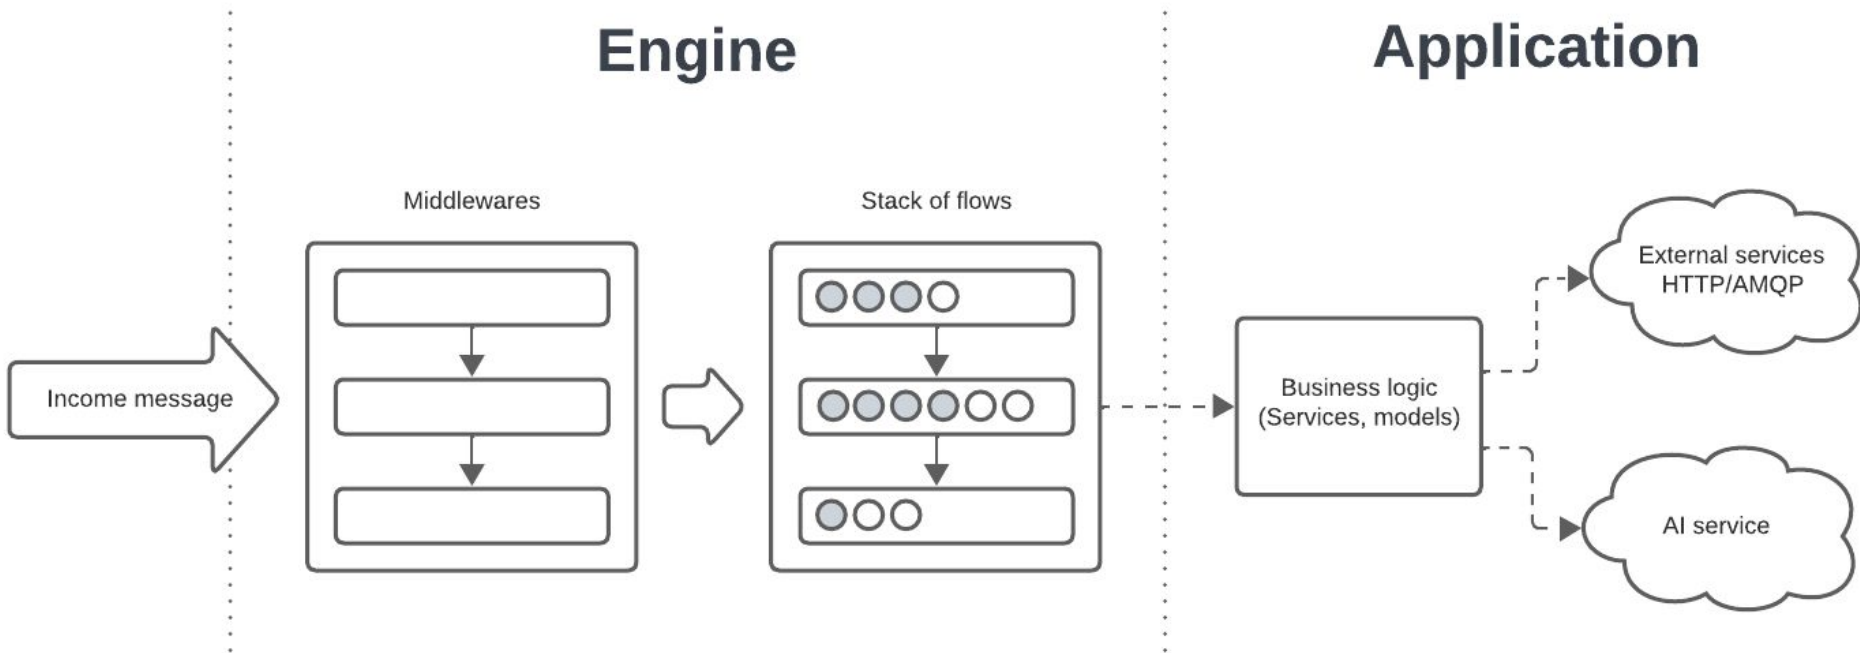 Engine
Application
Middlewares
Stack of flows
Income message
Business logic
(Services, models)
External services
HTTP/AMQP
AI service